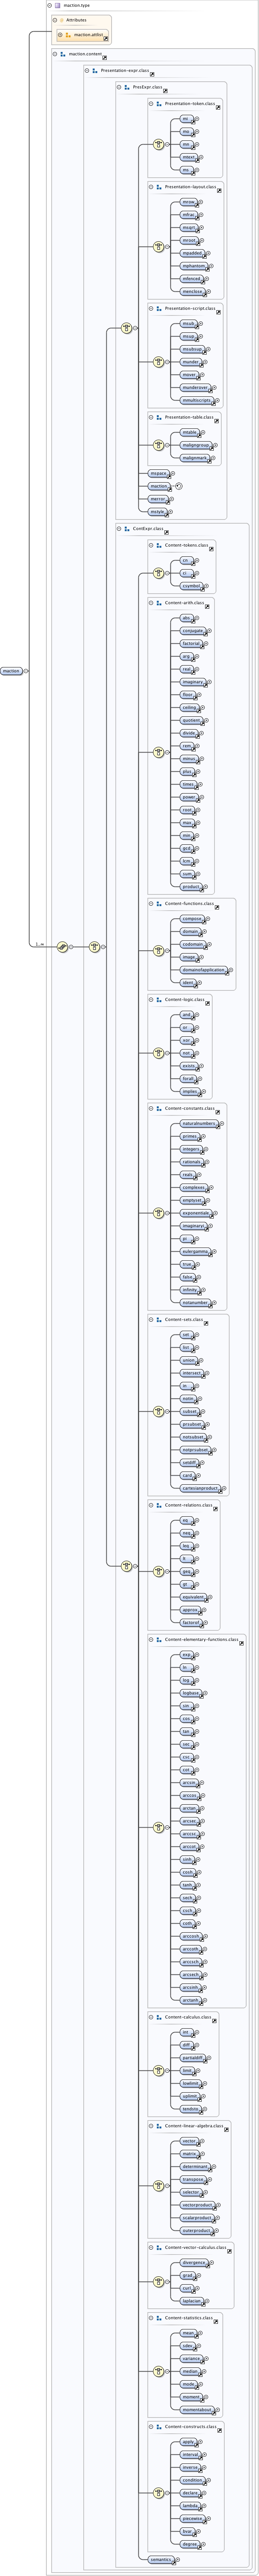 maction.type
Attributes
maction.attlist
maction.content
Presentation-expr.class
PresExpr.class
Presentation-token.class
mi
mn
mo
mtext
ms
Presentation-layout.class
mrow
mfrac
msqrt
mroot
mpadded
mphantom
mfenced
menclose
Presentation-script.class
msub
msup
msubsup
munder
mover
munderover
mmultiscripts
Presentation-table.class
mtable
maligngroup
malignmark
mspace
maction
merror
mstyle
ContExpr.class
Content-tokens.class
cn
ci
csymbol
Content-arith.class
abs
conjugate
factorial
arg
real
imaginary
floor
ceiling
quotient
divide
rem
minus
plus
times
power
root
max
min
gcd
lcm
sum
product
maction
Content-functions.class
compose
domain
codomain
image
domainofapplication
ident
1..∞
Content-logic.class
and
or
xor
not
exists
forall
implies
Content-constants.class
naturalnumbers
primes
integers
rationals
reals
complexes
emptyset
exponentiale
imaginaryi
pi
eulergamma
true
false
infinity
notanumber
Content-sets.class
set
list
union
intersect
in
notin
subset
prsubset
notsubset
notprsubset
setdiff
card
cartesianproduct
Content-relations.class
eq
neq
leq
lt
geq
gt
equivalent
approx
factorof
Content-elementary-functions.class
exp
ln
log
logbase
sin
cos
tan
sec
csc
cot
arcsin
arccos
arctan
arcsec
arccsc
arccot
sinh
cosh
tanh
sech
csch
coth
arccosh
arccoth
arccsch
arcsech
arcsinh
arctanh
Content-calculus.class
int
diff
partialdiff
limit
lowlimit
uplimit
tendsto
Content-linear-algebra.class
vector
matrix
determinant
transpose
selector
vectorproduct
scalarproduct
outerproduct
Content-vector-calculus.class
divergence
grad
curl
laplacian
Content-statistics.class
mean
sdev
variance
median
mode
moment
momentabout
Content-constructs.class
apply
interval
inverse
condition
declare
lambda
piecewise
bvar
degree
semantics